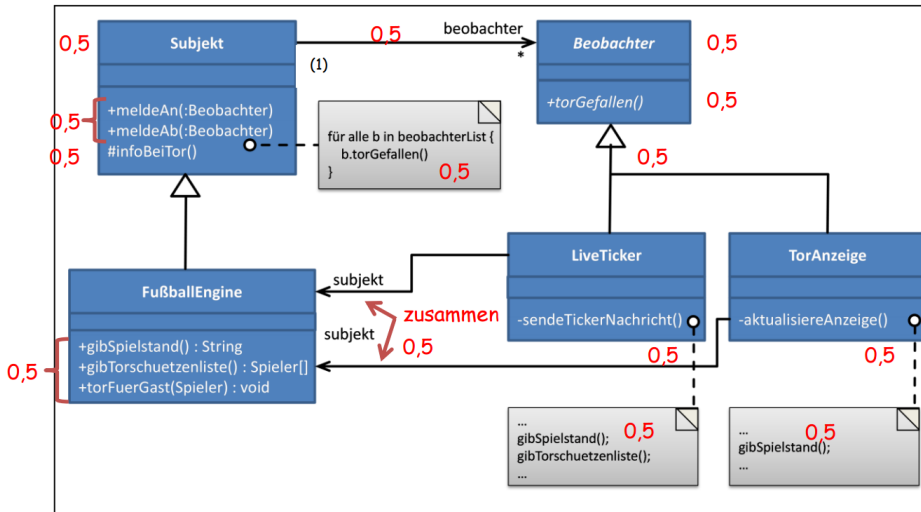 0,5
Subjekt
0,5
beobachter
*
(1)
Beobachter
0,5
+torGefallen()
0,5
0,5
+meldeAn(:Beobachter)
+meldeAb(:Beobachter)
0,5
#infoBeiTor()
für alle b in beobachterList {
b.torGefallen()
}
0,5
0,5
FußballEngine
0,5
+gibSpielstand() : String
+gibTorschuetzenliste() : Spieler[]
+torFuerGast(Spieler) : void
subjekt
subjekt
zusammen
0,5
LiveTicker
-sendeTickerNachricht()
0,5
TorAnzeige
-aktualisiereAnzeige()
0,5
...
gibSpielstand();
gibTorschuetzenliste();
...
0,5
...
gibSpielstand();
...
0,5